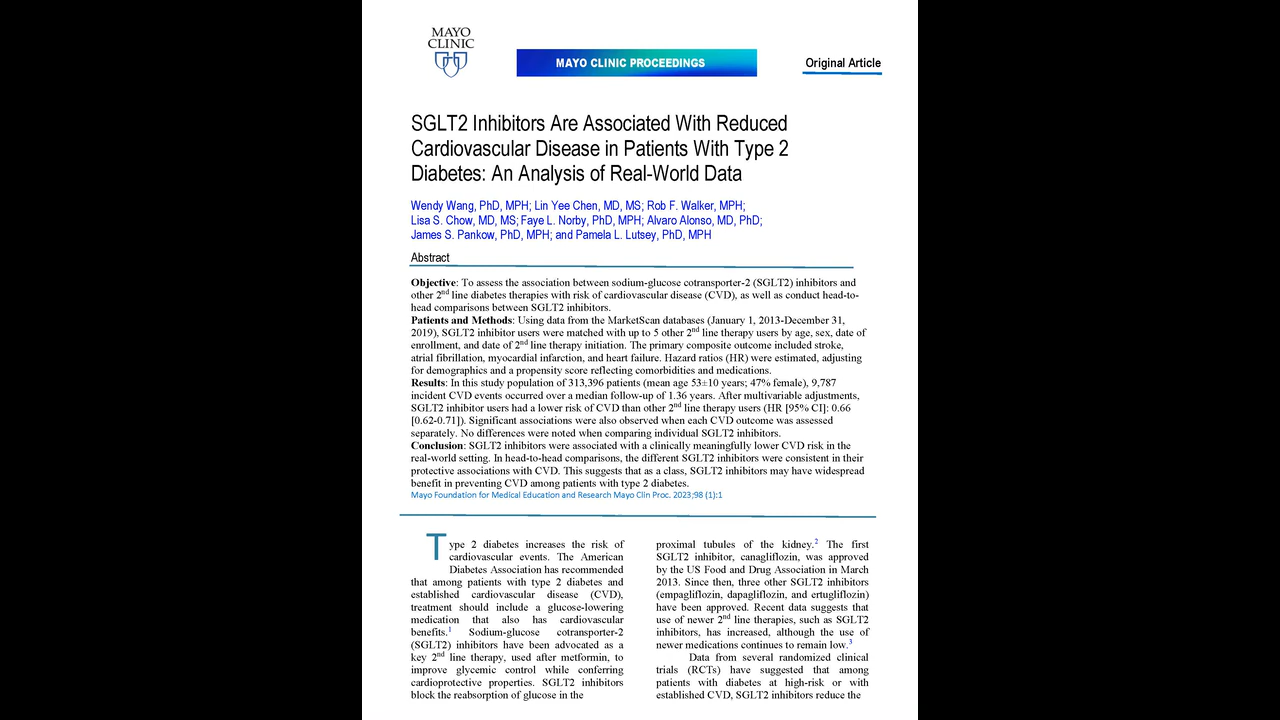 MAYO
CLINIC
MAYO CLINIC PROCEEDINGS
Original Article
SGLT2 Inhibitors Are Associated With Reduced
Cardiovascular Disease in Patients With Type 2
Diabetes: An Analysis of Real-World Data
Wendy Wang, PhD, MPH; Lin Yee Chen, MD, MS; Rob F. Walker, MPH;
Lisa S. Chow, MD, MS; Faye L. Norby, PhD, MPH; Alvaro Alonso, MD, PhD;
James S. Pankow, PhD, MPH; and Pamela L. Lutsey, PhD, MPH
Abstract
Objective: To assess the association between sodium-glucose cotransporter-2 (SGLT2) inhibitors and
other 2nd line diabetes therapies with risk of cardiovascular disease (CVD), as well as conduct head-to-
head comparisons between SGLT2 inhibitors.
Patients and Methods: Using data from the MarketScan databases (January 1, 2013-December 31,
2019), SGLT2 inhibitor users were matched with up to 5 other 2nd line therapy users by age, sex, date of
enrollment, and date of 2nd line therapy initiation. The primary composite outcome included stroke,
atrial fibrillation, myocardial infarction, and heart failure. Hazard ratios (HR) were estimated, adjusting
for demographics and a propensity score reflecting comorbidities and medications.
Results: In this study population of 313,396 patients (mean age 53±10 years; 47% female), 9,787
incident CVD events occurred over a median follow-up of 1.36 years. After multivariable adjustments,
SGLT2 inhibitor users had a lower risk of CVD than other 2nd line therapy users (HR [95% CI]: 0.66
[0.62-0.71]). Significant associations were also observed when each CVD outcome was assessed
separately. No differences were noted when comparing individual SGLT2 inhibitors.
Conclusion: SGLT2 inhibitors were associated with a clinically meaningfully lower CVD risk in the
real-world setting. In head-to-head comparisons, the different SGLT2 inhibitors were consistent in their
protective associations with CVD. This suggests that as a class, SGLT2 inhibitors may have widespread
benefit in preventing CVD among patients with type 2 diabetes.
Mayo Foundation for Medical Education and Research Mayo Clin Proc. 2023;98 (1):1
Type 2 diabetes increases the risk of
cardiovascular events. The American
Diabetes Association has recommended
that among patients with type 2 diabetes and
established cardiovascular disease (CVD),
treatment should include a glucose-lowering
medication that also has cardiovascular
benefits.1 Sodium-glucose cotransporter-2
(SGLT2) inhibitors have been advocated as a
key 2nd line therapy, used after metformin, to
improve glycemic control while conferring
cardioprotective properties. SGLT2 inhibitors
block the reabsorption of glucose in the
proximal tubules of the kidney.2 The first
SGLT2 inhibitor, canagliflozin, was approved
by the US Food and Drug Association in March
2013. Since then, three other SGLT2 inhibitors
(empagliflozin, dapagliflozin, and ertugliflozin)
have been approved. Recent data suggests that
use of newer 2nd line therapies, such as SGLT2
inhibitors, has increased, although the use of
newer medications continues to remain low.3
Data from several randomized clinical
trials (RCTs) have suggested that among
patients with diabetes at high-risk or with
established CVD, SGLT2 inhibitors reduce the